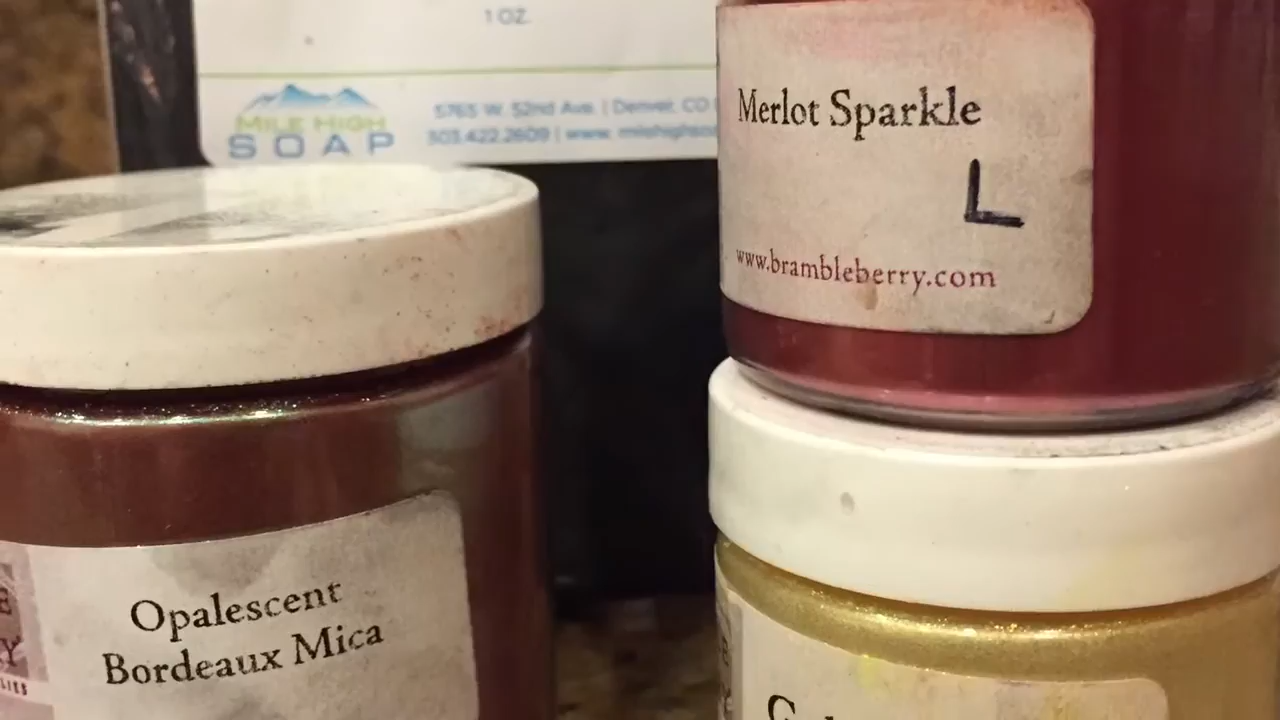 1 OZ.
MILE HIGH
SOAP
5765 W. 52nd Ave. | Denver, CO
303.422.2609 | www.
Merlot Sparkle
L
www.brambleberry.com
Opalescent
Bordeaux Mica